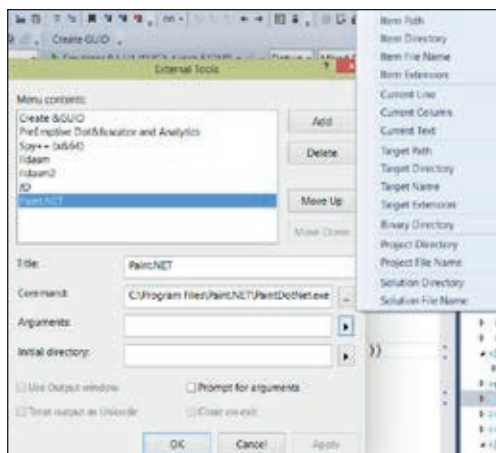 Create GUID
External Tools
?
Menu contents:
Create &GUID
PreEmptive Dotfuscator and Analytics
Spy++ (x&64)
ildasm
ildasm2
Paint.NET
Add
Delete
Move Up
Move Down
Title:
Paint.NET
Command:
C:\Program Files\Paint.NET\PaintDotNet.exe
...
Arguments:
Initial directory:
Use Output window
Prompt for arguments
Treat output as Unicode
Close on exit
OK
Cancel
Apply
Item Path
Item Directory
Item File Name
Item Extension
Current Line
Current Column
Current Text
Target Path
Target Directory
Target Name
Target Extension
Binary Directory
Project Directory
Project File Name
Solution Directory
Solution File Name
))